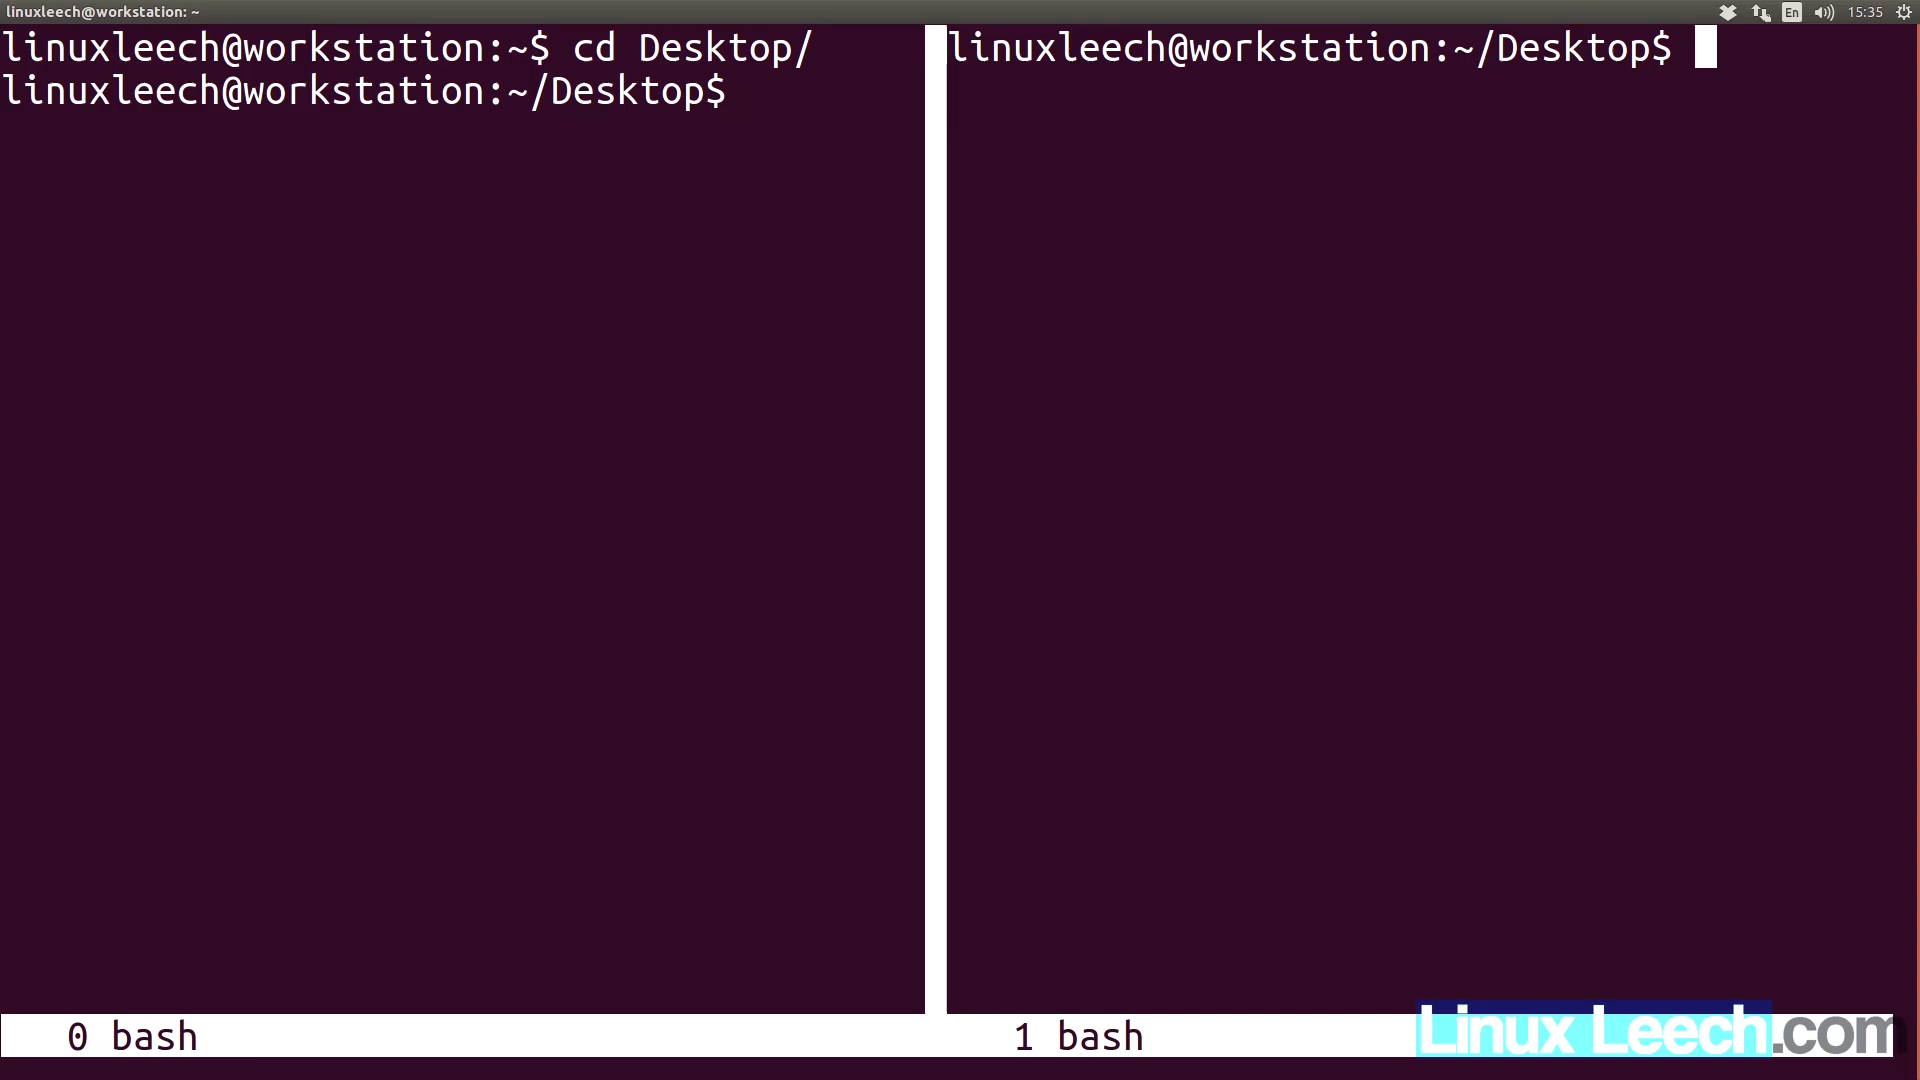 linuxleech@workstation: ~
En
15:35
linuxleech@workstation:~$ cd Desktop/
linuxleech@workstation:~/Desktop$
linuxleech@workstation:~/Desktop$
0 bash
1 bash
Linux Leech.com